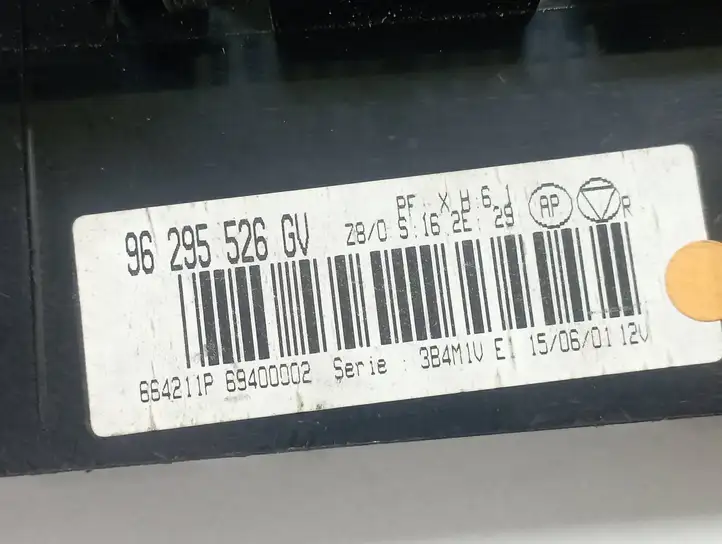 PF. X H 6 J AP R
96 295 526 GV Z8/0 S:16 2E: 29
664211P 69400002 Serie : 3B4M1V E. 15/06/01 12V